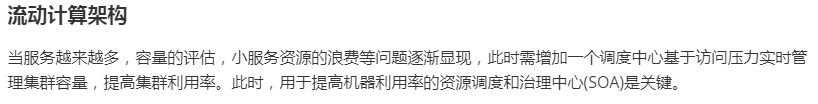 流动计算架构
当服务越来越多，容量的评估，小服务资源的浪费等问题逐渐显现，此时需增加一个调度中心基于访问压力实时管
理集群容量，提高集群利用率。此时，用于提高机器利用率的资源调度和治理中心(SOA)是关键。